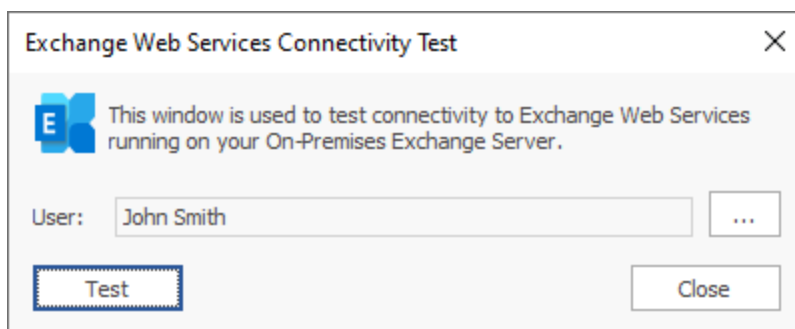 Exchange Web Services Connectivity Test
E
This window is used to test connectivity to Exchange Web Services
running on your On-Premises Exchange Server.
User: John Smith ...
Test Close